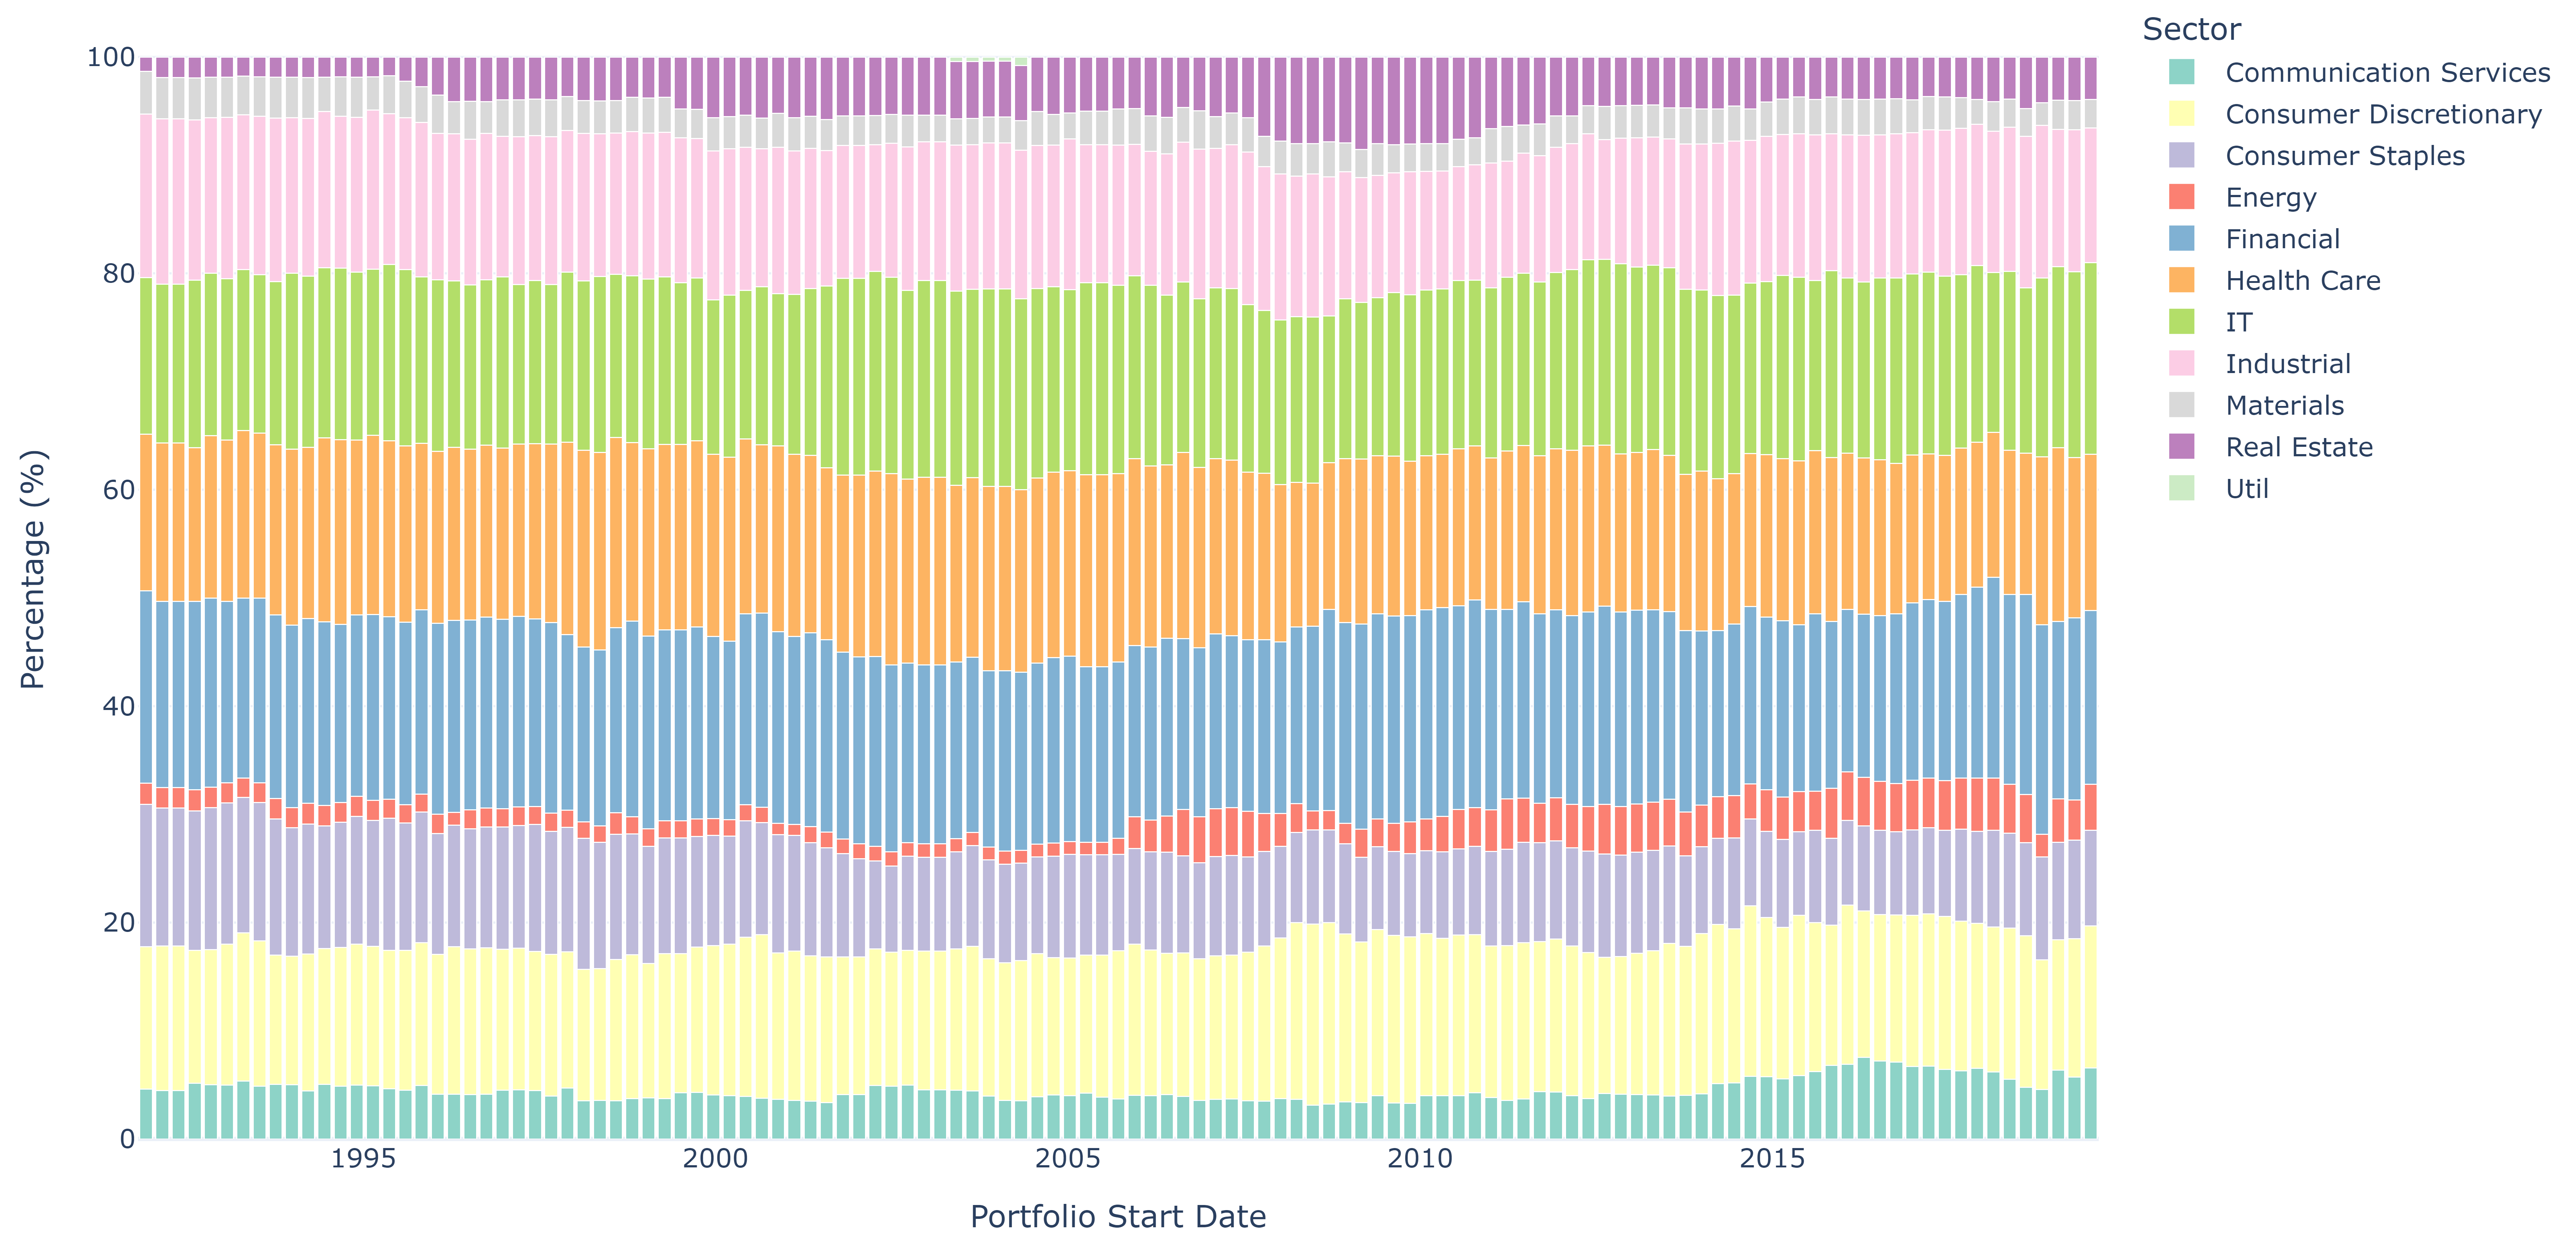 Sector
Communication Services
Consumer Discretionary
Consumer Staples
Energy
Financial
Health Care
IT
Industrial
Materials
Real Estate
Util
Percentage (%)
100
80
60
40
20
0
1995 2000 2005 2010 2015
Portfolio Start Date